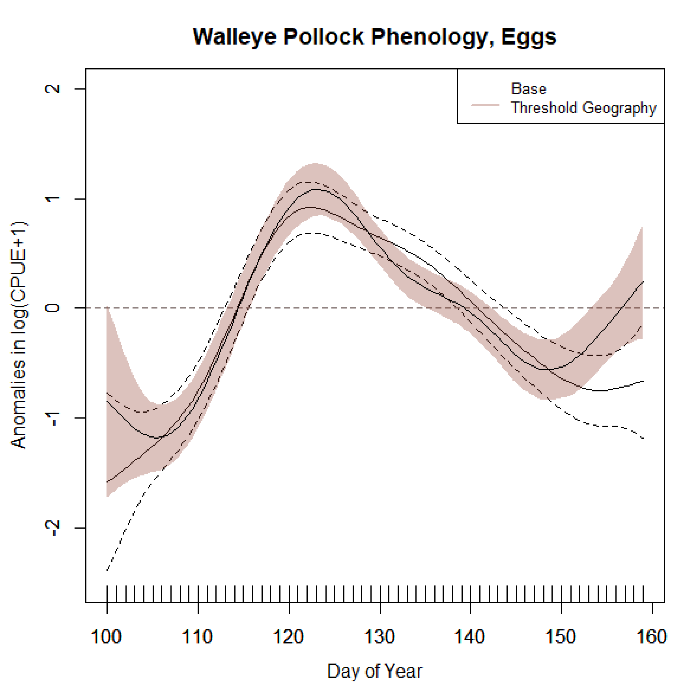 Walleye Pollock Phenology, Eggs
Base
Threshold Geography
Anomalies in log(CPUE+1)
2
1
0
-1
-2
100 110 120 130 140 150 160
Day of Year